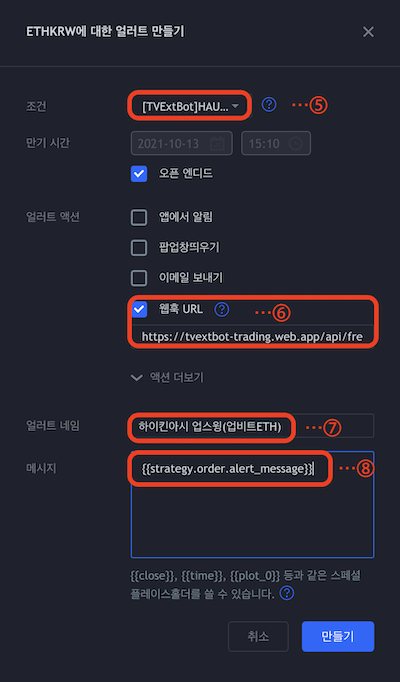 ETHKRW에 대한 얼러트 만들기
조건 [TVExtBot]HAU... ? ...⑤
만기 시간 2021-10-13 15:10
오픈 엔디드
얼러트 액션 앱에서 알림
팝업창띄우기
이메일 보내기
웹훅 URL ? ...⑥
https://tvextbot-trading.web.app/api/fre
액션 더보기
얼러트 네임 하이킨아시 업스윙(업비트ETH) ...⑦
메시지 {{strategy.order.alert_message}} ...⑧
{{close}}, {{time}}, {{plot_0}} 등과 같은 스페셜
플레이스홀더를 쓸 수 있습니다. ?
취소 만들기